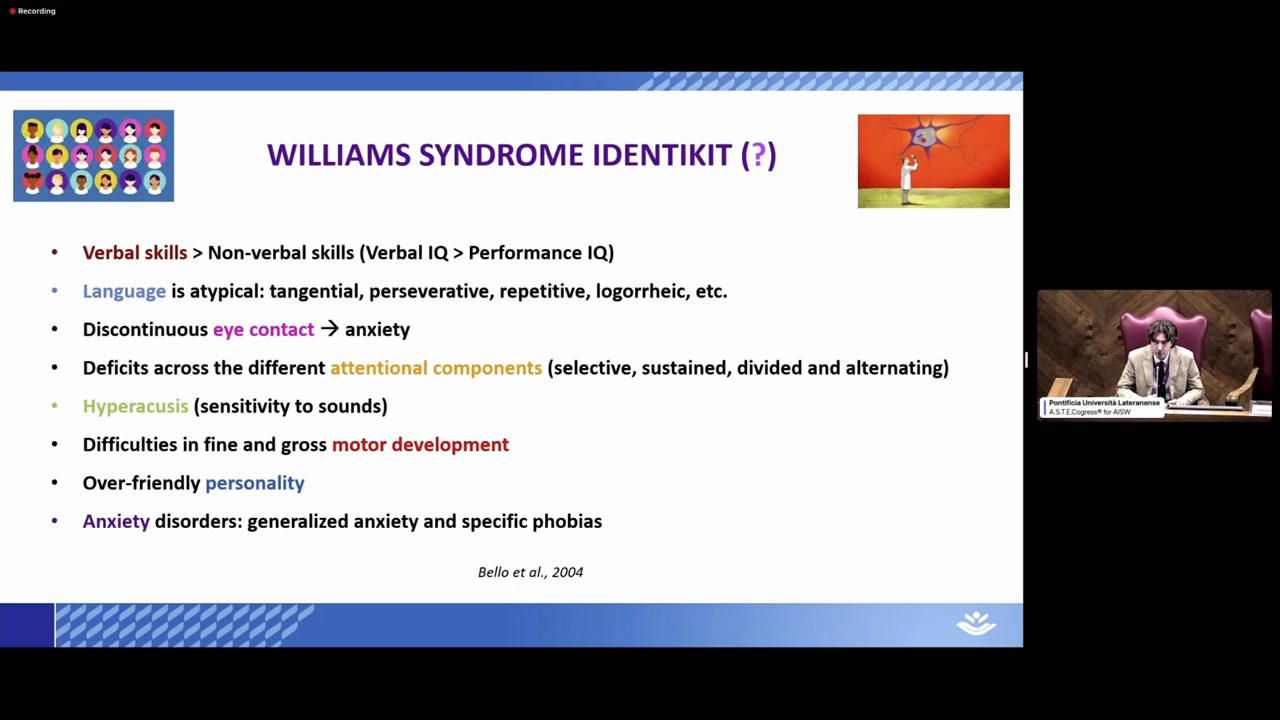 Recording
WILLIAMS SYNDROME IDENTIKIT (?)
• Verbal skills > Non-verbal skills (Verbal IQ > Performance IQ)
• Language is atypical: tangential, perseverative, repetitive, logorrheic, etc.
• Discontinuous eye contact → anxiety
• Deficits across the different attentional components (selective, sustained, divided and alternating)
• Hyperacusis (sensitivity to sounds)
• Difficulties in fine and gross motor development
• Over-friendly personality
• Anxiety disorders: generalized anxiety and specific phobias
Bello et al., 2004
Pontificia Università Lateranense
A.S.T.E.Cogress® for AISW